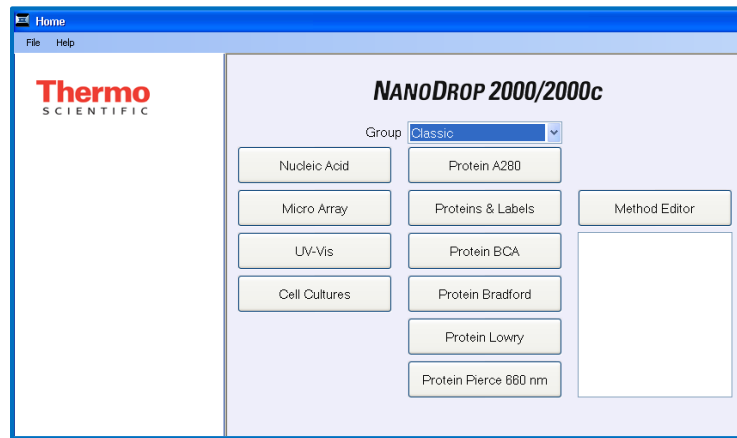 Home
File Help
Thermo
SCIENTIFIC
NANODROP 2000/2000c
Group Classic
Nucleic Acid Protein A280
Micro Array Proteins & Labels Method Editor
UV-Vis Protein BCA
Cell Cultures Protein Bradford
Protein Lowry
Protein Pierce 660 nm